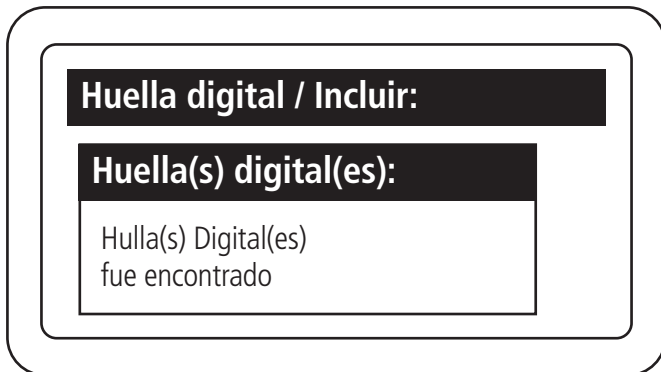 Huella digital / Incluir:
Huella(s) digital(es):
Hulla(s) Digital(es)
fue encontrado